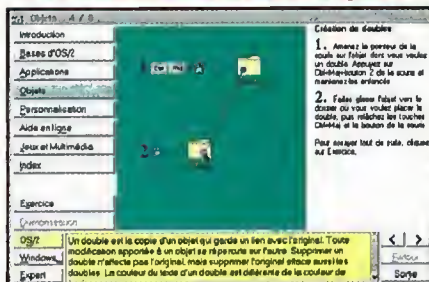 Objets 4 / 8
Introduction
Bases d'OS/2
Applications
Objets
Personnalisation
Aide en ligne
Jeux et Multimédia
Index
Exercice
OS/2
Windows
Expert
1
2
Création de doubles
1. Amenez le pointeur de la
souris sur l'objet dont vous voulez
un double. Appuyez sur
Ctrl+Maj+bouton 2 de la souris et
maintenez-les enfoncés.
2. Faites glisser l'objet vers le
dossier où vous voulez placer le
double, puis relâchez les touches
Ctrl+Maj et le bouton de la souris.
Pour essayer tout de suite, cliquez
sur Exercice.
Un double est la copie d'un objet qui garde un lien avec l'original. Toute
modification apportée à un objet se répercute sur l'autre. Supprimer un
double n'affecte pas l'original, mais supprimer l'original efface aussi les
doubles. La couleur du texte d'un double est différente de la couleur de
< >
Retour
Sortie